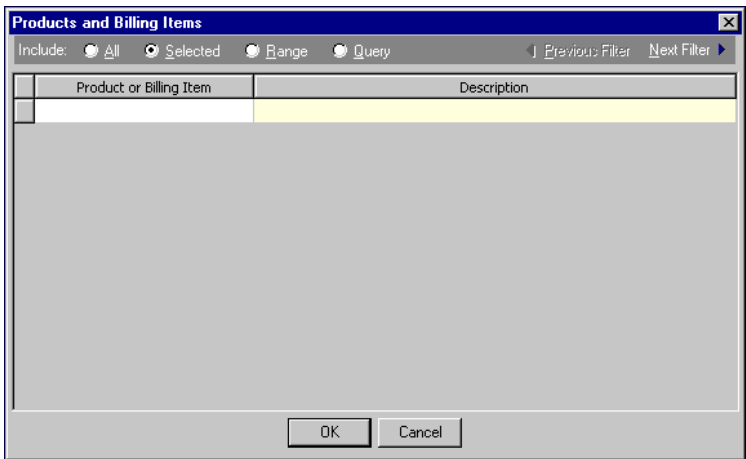 Products and Billing Items
Include: All Selected Range Query Previous Filter Next Filter
Product or Billing Item Description
OK Cancel